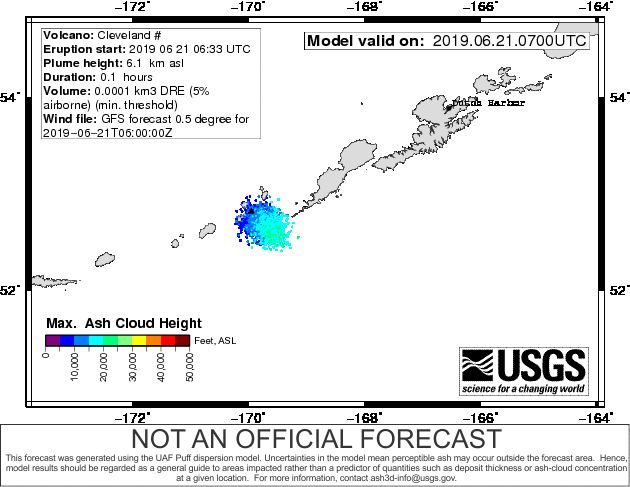 -172° -170° -168° -166° -164°
Volcano: Cleveland #
Eruption start: 2019 06 21 06:33 UTC
Plume height: 6.1 km asl
Duration: 0.1 hours
Volume: 0.0001 km3 DRE (5%
airborne) (min. threshold)
Wind file: GFS forecast 0.5 degree for
2019-06-21T06:00:00Z
Model valid on: 2019.06.21.0700UTC
54° 54°
Dutch Harbor
52° 52°
Max. Ash Cloud Height
Feet, ASL
0 10,000 20,000 30,000 40,000 50,000
USGS
science for a changing world
-172° -170° -168° -166° -164°
NOT AN OFFICIAL FORECAST
This forecast was generated using the UAF Puff dispersion model. Uncertainties in the model mean perceptible ash may occur outside the forecast area. Hence,
model results should be regarded as a general guide to areas impacted rather than a predictor of quantities such as deposit thickness or ash-cloud concentration
at a given location. For more information, contact ash3d-info@usgs.gov.